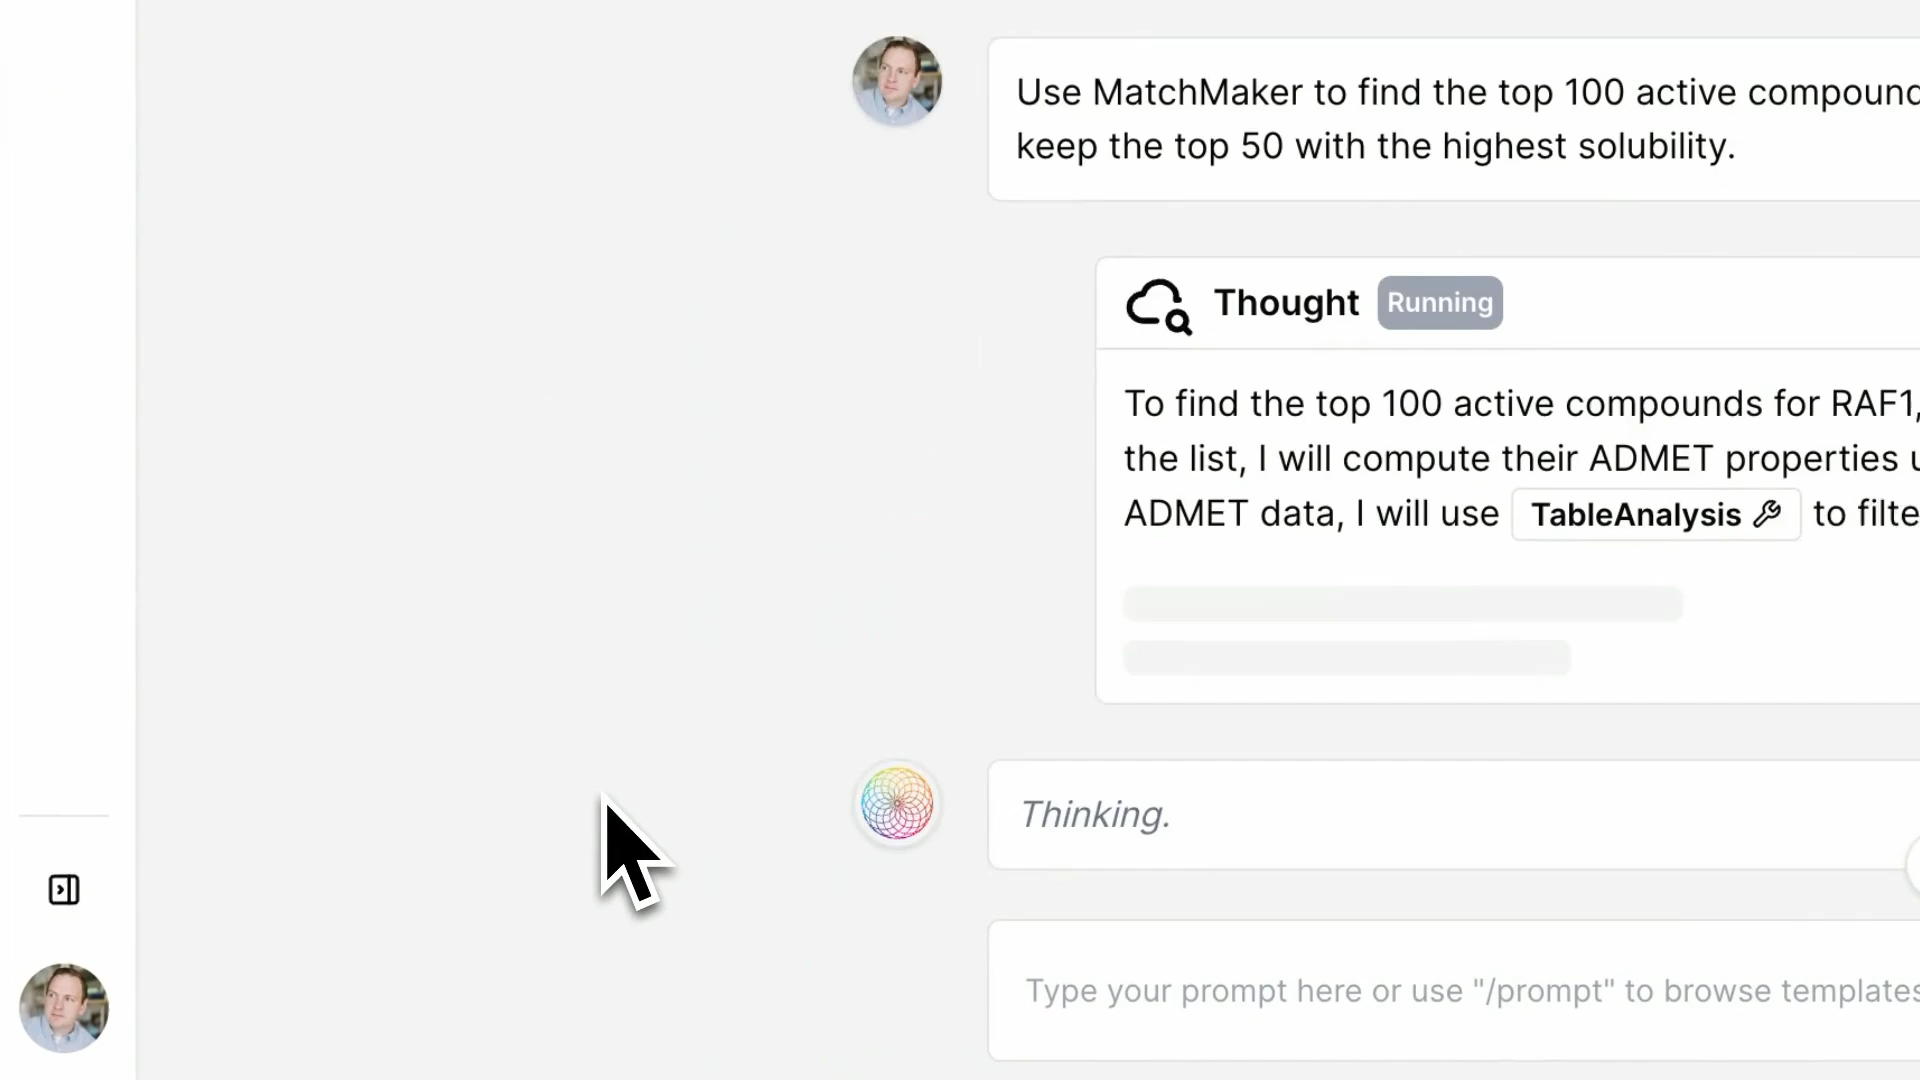 Use MatchMaker to find the top 100 active compound
keep the top 50 with the highest solubility.
Thought Running
To find the top 100 active compounds for RAF1,
the list, I will compute their ADMET properties u
ADMET data, I will use TableAnalysis to filte
Thinking.
Type your prompt here or use "/prompt" to browse templates